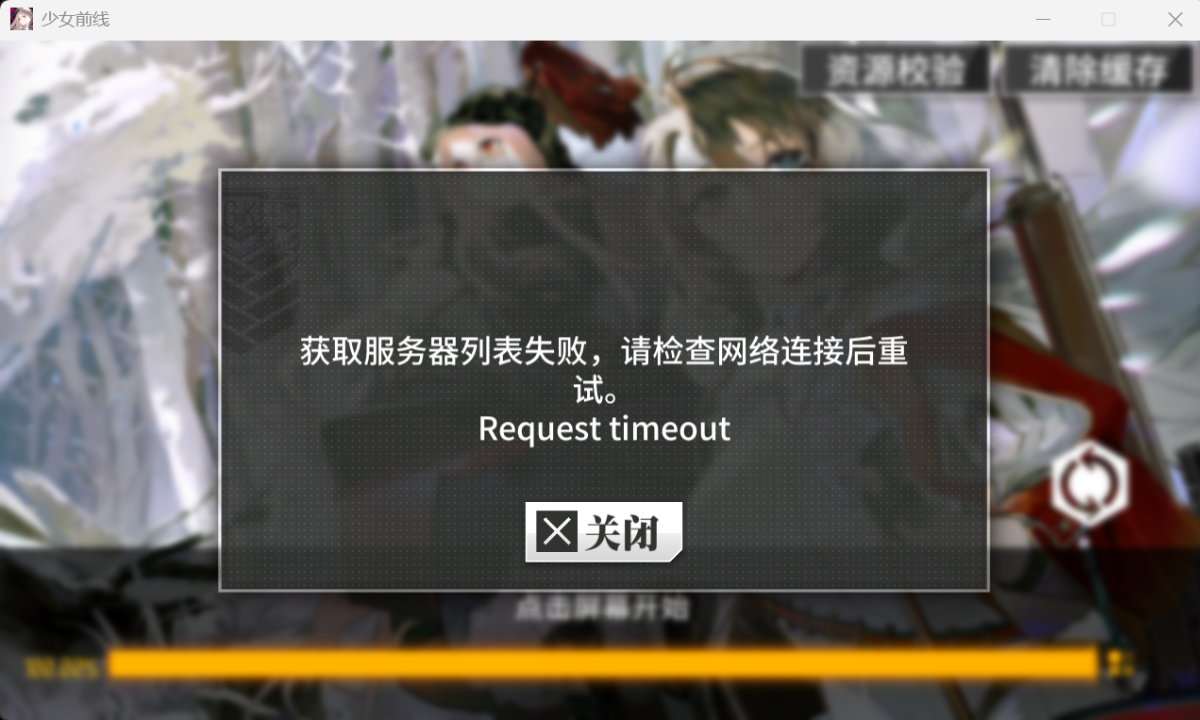 少女前线
资源校验
清除缓存
获取服务器列表失败，请检查网络连接后重
试。
Request timeout
关闭
点击屏幕开始